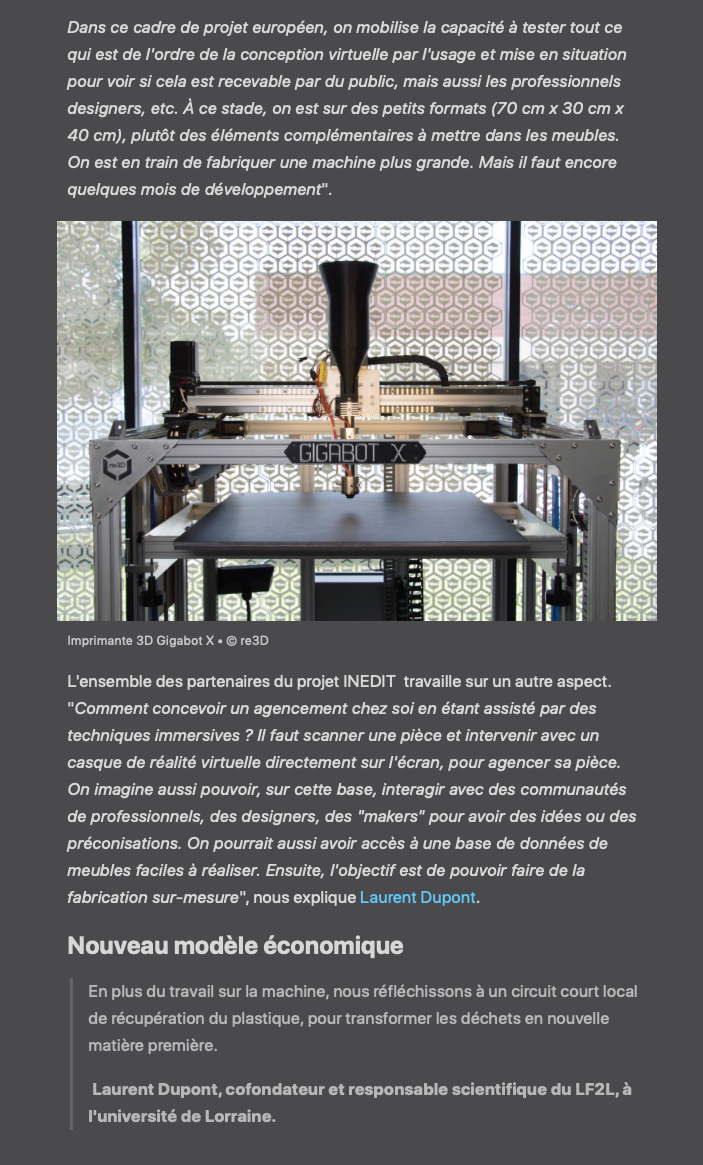 Dans ce cadre de projet européen, on mobilise la capacité à tester tout ce
qui est de l'ordre de la conception virtuelle par l'usage et mise en situation
pour voir si cela est recevable par du public, mais aussi les professionnels
designers, etc. À ce stade, on est sur des petits formats (70 cm x 30 cm x
40 cm), plutôt des éléments complémentaires à mettre dans les meubles.
On est en train de fabriquer une machine plus grande. Mais il faut encore
quelques mois de développement".
GIGABOT X
re3D
Imprimante 3D Gigabot X • © re3D
L'ensemble des partenaires du projet INEDIT  travaille sur un autre aspect.
"Comment concevoir un agencement chez soi en étant assisté par des
techniques immersives ? Il faut scanner une pièce et intervenir avec un
casque de réalité virtuelle directement sur l'écran, pour agencer sa pièce.
On imagine aussi pouvoir, sur cette base, interagir avec des communautés
de professionnels, des designers, des "makers" pour avoir des idées ou des
préconisations. On pourrait aussi avoir accès à une base de données de
meubles faciles à réaliser. Ensuite, l'objectif est de pouvoir faire de la
fabrication sur-mesure", nous explique Laurent Dupont.
Nouveau modèle économique
En plus du travail sur la machine, nous réfléchissons à un circuit court local
de récupération du plastique, pour transformer les déchets en nouvelle
matière première.
Laurent Dupont, cofondateur et responsable scientifique du LF2L, à
l'université de Lorraine.